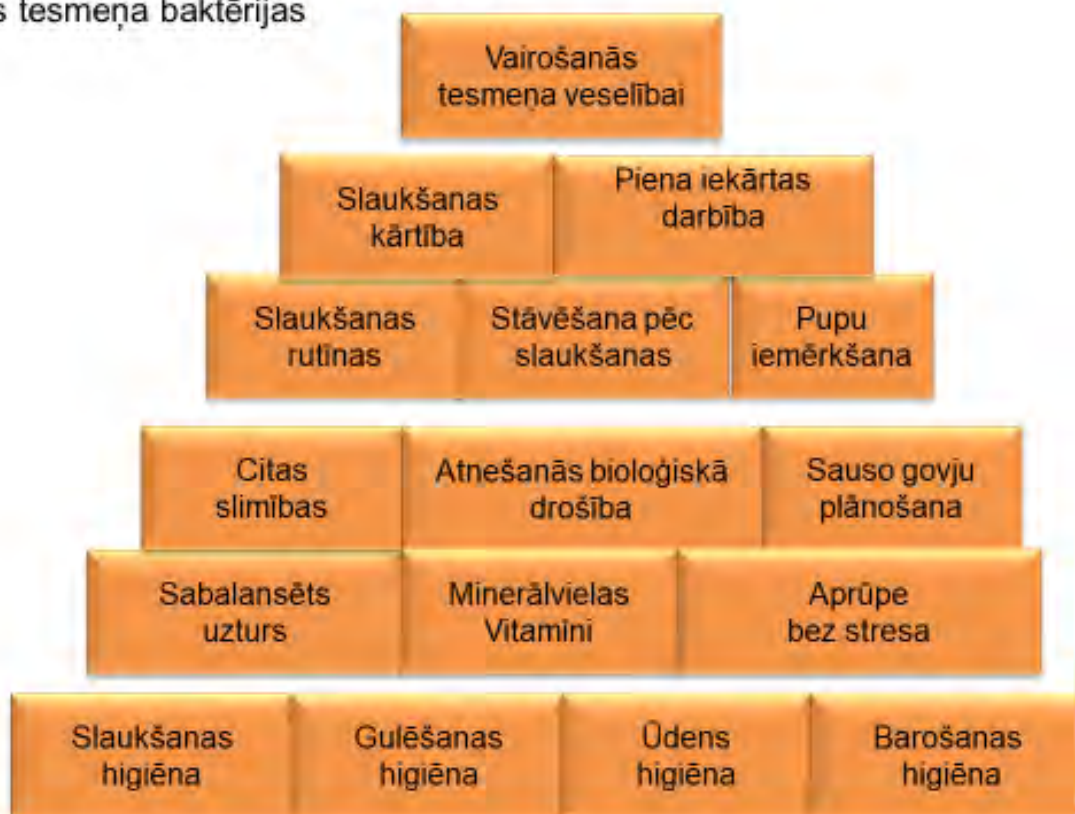 s tesmeņa baktērijas
Vairošanās
tesmeņa veselībai
Slaukšanas
kārtība
Piena iekārtas
darbība
Slaukšanas
rutīnas
Stāvēšana pēc
slaukšanas
Pupu
iemērkšana
Citas
slimības
Atnešanās bioloģiskā
drošība
Sauso govju
plānošana
Sabalansēts
uzturs
Minerālvielas
Vitamīni
Aprūpe
bez stresa
Slaukšanas
higiēna
Gulēšanas
higiēna
Ūdens
higiēna
Barošanas
higiēna